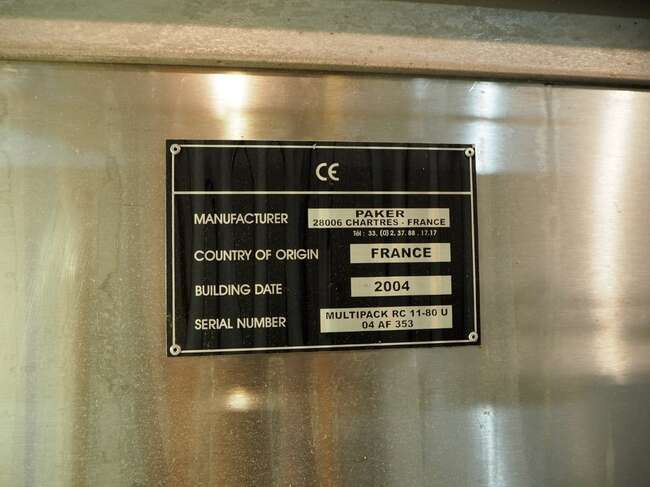 CE
MANUFACTURER PAKER
28006 CHARTRES - FRANCE
Tél : 33. (0) 2. 37. 88 . 17.17
COUNTRY OF ORIGIN FRANCE
BUILDING DATE 2004
SERIAL NUMBER MULTIPACK RC 11-80 U
04 AF 353